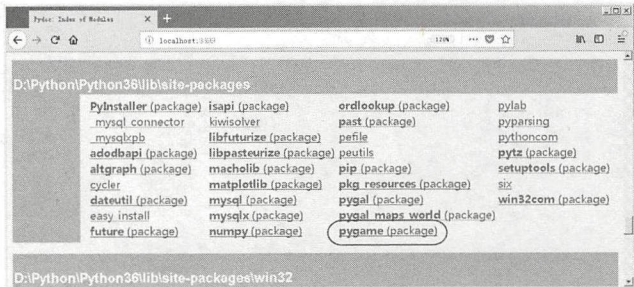 Pydoc: Index of Modules
localhost:
120%
D:\Python\Python36\lib\site-packages
PyInstaller (package) isapi (package) ordlookup (package) pylab
_mysql_connector kiwisolver past (package) pyparsing
_mysqlxpb libfuturize (package) pefile pythoncom
adodbapi (package) libpasteurize (package) peutils pytz (package)
altgraph (package) macholib (package) pip (package) setuptools (package)
cycler matplotlib (package) pkg_resources (package) six
dateutil (package) mysql (package) pygal (package) win32com (package)
easy_install mysqlx (package) pygal_maps_world (package)
future (package) numpy (package) pygame (package)
D:\Python\Python36\lib\site-packages\win32